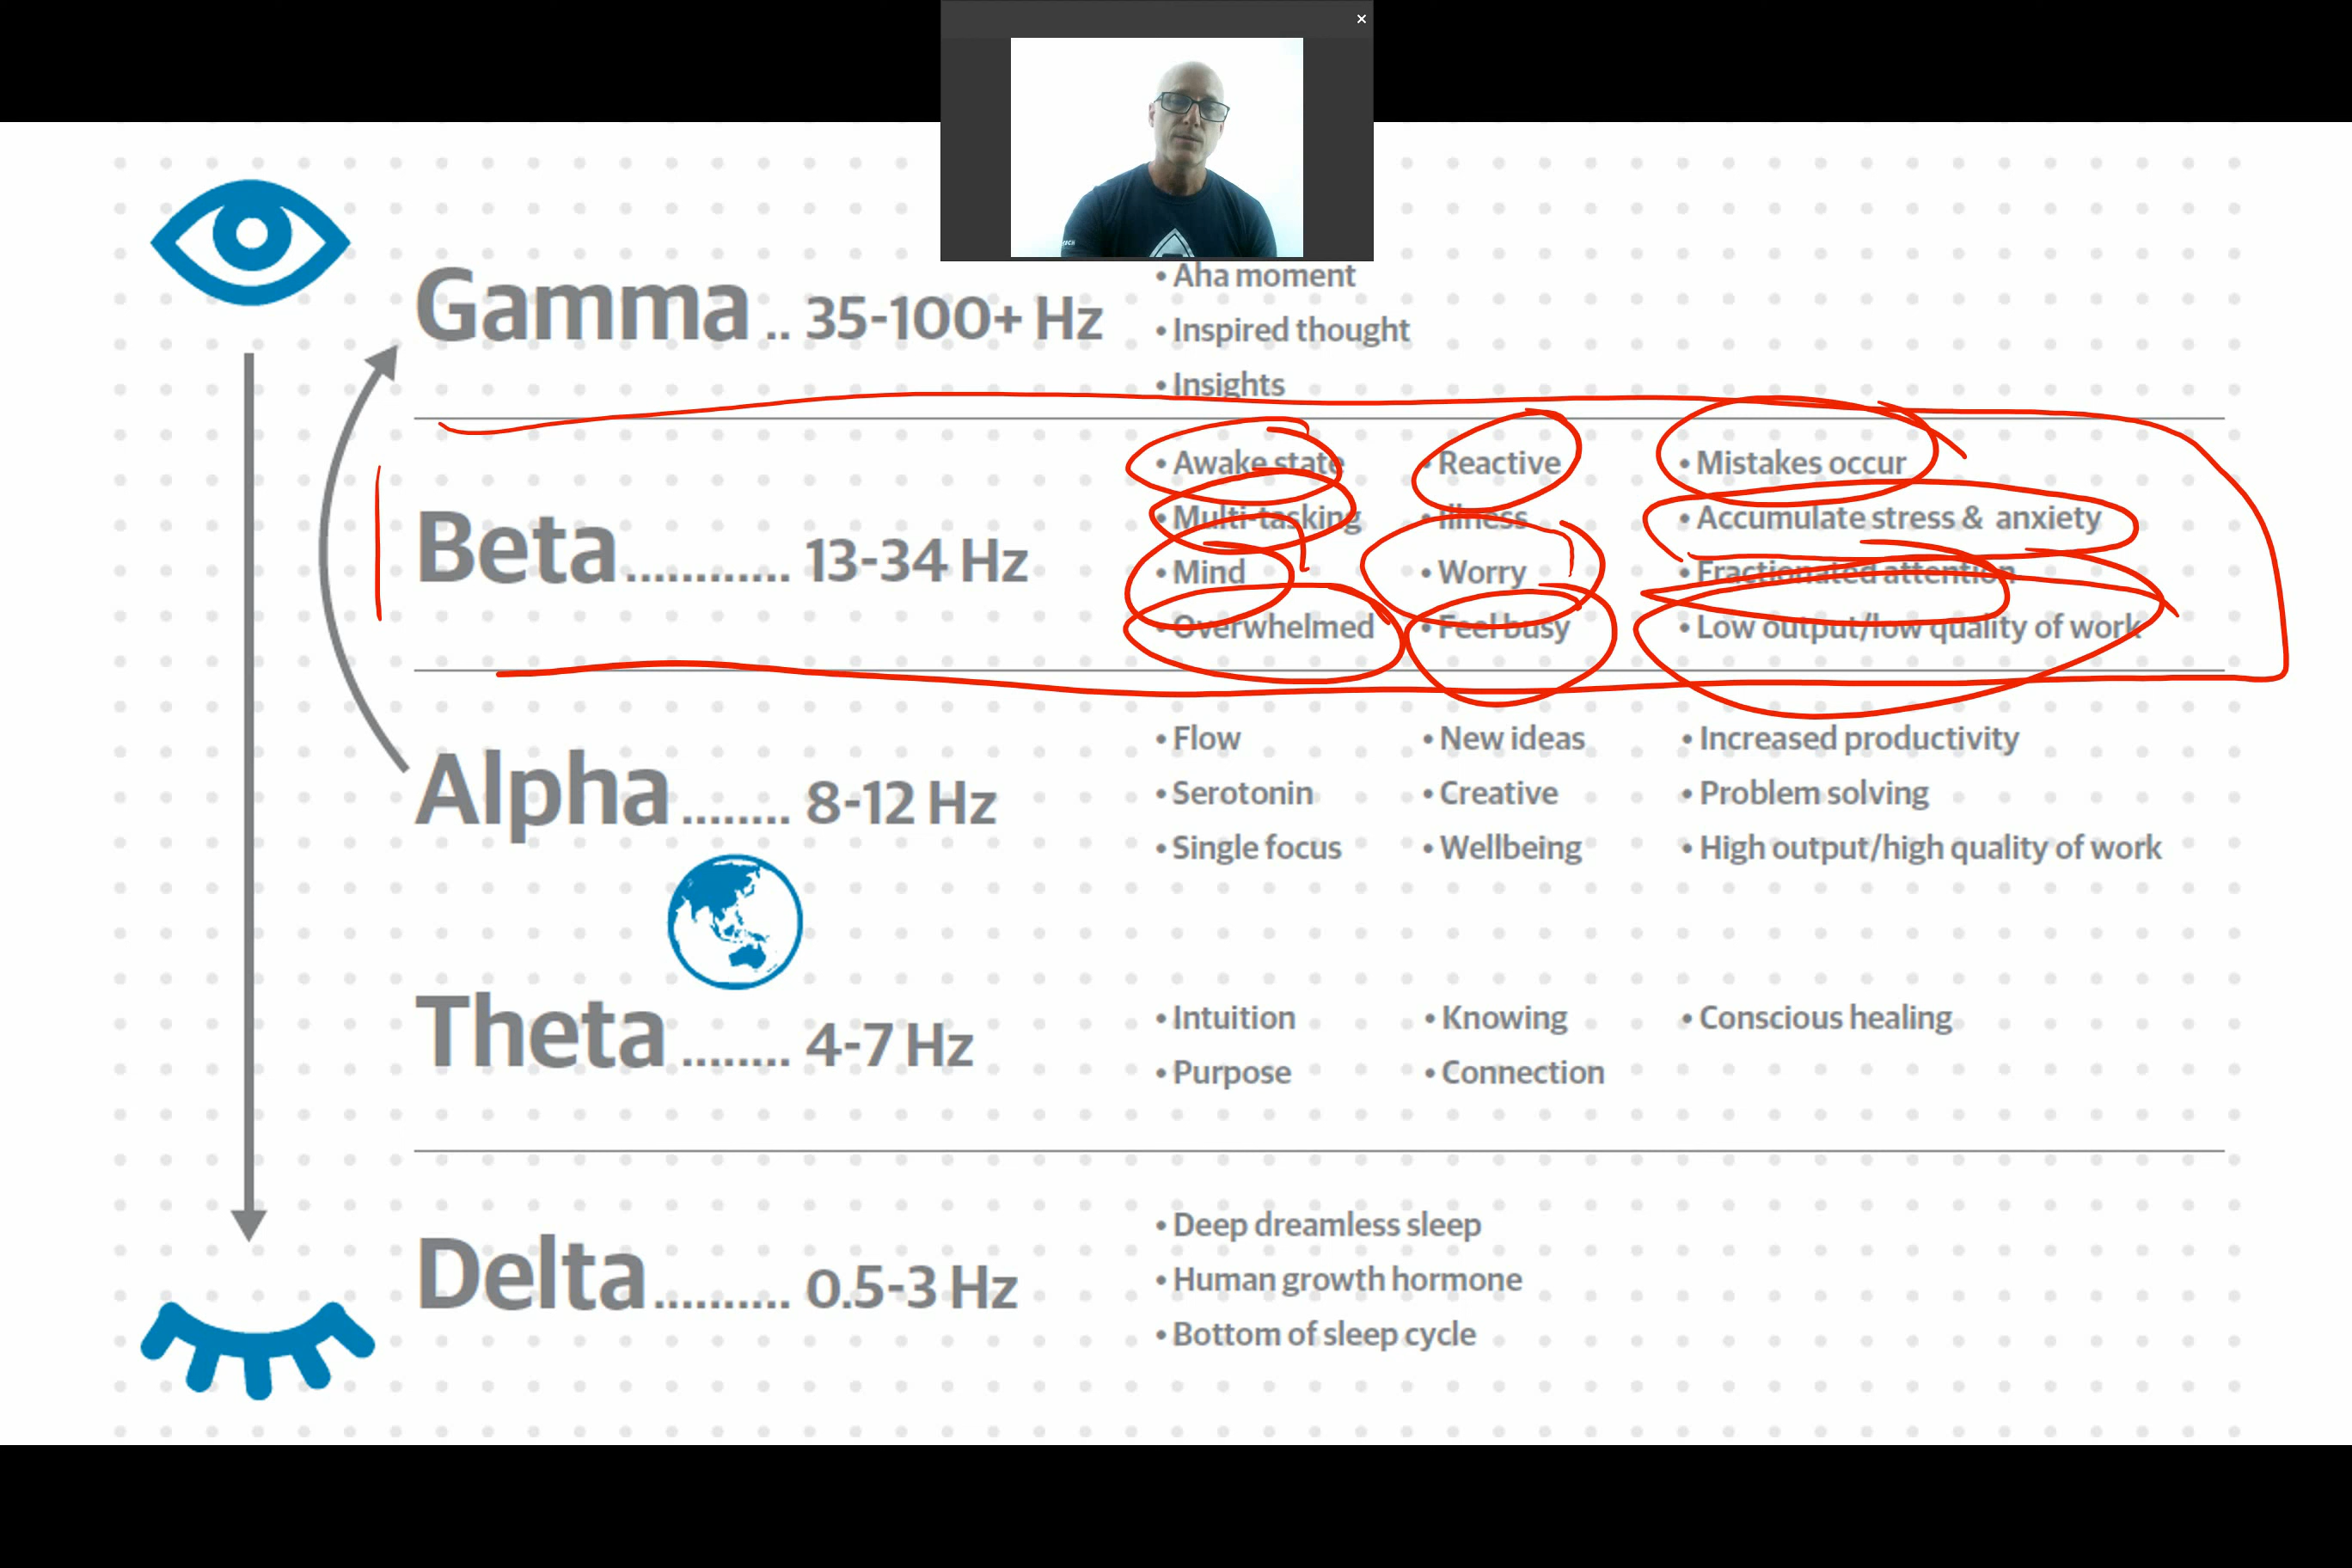 Gamma .. 35-100+ Hz
• Aha moment
• Inspired thought
• Insights
Beta ............ 13-34 Hz
• Awake state • Reactive • Mistakes occur
• Multi-tasking • Illness • Accumulate stress & anxiety
• Mind • Worry • Fractionated attention
• Overwhelmed • Feel busy • Low output/low quality of work
Alpha ........ 8-12 Hz
• Flow • New ideas • Increased productivity
• Serotonin • Creative • Problem solving
• Single focus • Wellbeing • High output/high quality of work
Theta ........ 4-7 Hz
• Intuition • Knowing • Conscious healing
• Purpose • Connection
Delta .......... 0.5-3 Hz
• Deep dreamless sleep
• Human growth hormone
• Bottom of sleep cycle